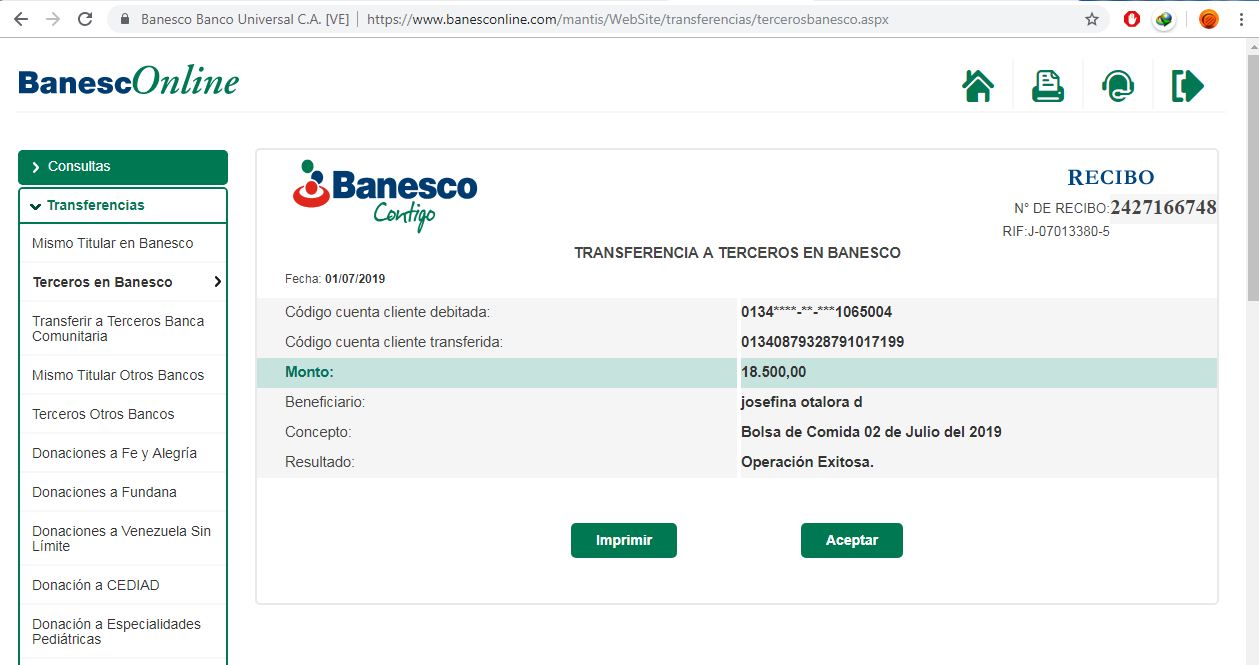 Banesco Banco Universal C.A. [VE] | https://www.banesconline.com/mantis/WebSite/transferencias/tercerosbanesco.aspx
BanescOnline
Consultas
Transferencias
Mismo Titular en Banesco
Terceros en Banesco
Transferir a Terceros Banca
Comunitaria
Mismo Titular Otros Bancos
Terceros Otros Bancos
Donaciones a Fe y Alegría
Donaciones a Fundana
Donaciones a Venezuela Sin
Límite
Donación a CEDIAD
Donación a Especialidades
Pediátricas
Banesco
Contigo
RECIBO
N° DE RECIBO:2427166748
RIF:J-07013380-5
TRANSFERENCIA A TERCEROS EN BANESCO
Fecha: 01/07/2019
Código cuenta cliente debitada: 0134****-**-***1065004
Código cuenta cliente transferida: 01340879328791017199
Monto: 18.500,00
Beneficiario: josefina otalora d
Concepto: Bolsa de Comida 02 de Julio del 2019
Resultado: Operación Exitosa.
Imprimir Aceptar